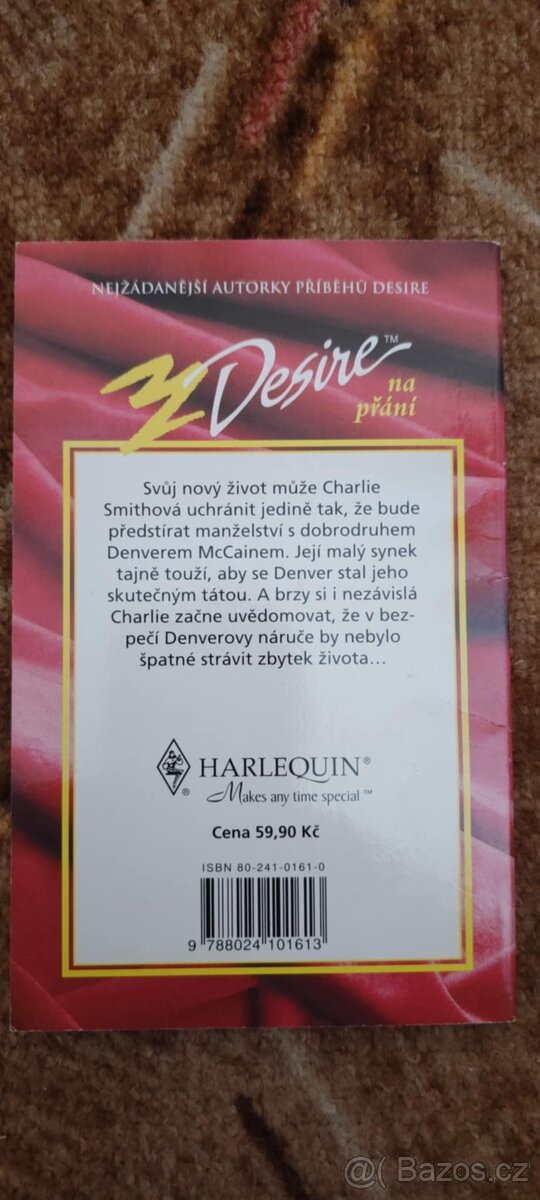 NEJŽÁDANĚJŠÍ AUTORKY PŘÍBĚHŮ DESIRE
Desire™
na
přání
Svůj nový život může Charlie
Smithová uchránit jedině tak, že bude
předstírat manželství s dobrodruhem
Denverem McCainem. Její malý synek
tajně touží, aby se Denver stal jeho
skutečným tátou. A brzy si i nezávislá
Charlie začne uvědomovat, že v bez-
pečí Denverovy náruče by nebylo
špatné strávit zbytek života...
HARLEQUIN®
®
Makes any time special™
Cena 59,90 Kč
ISBN 80-241-0161-0
9 788024 101613
@ Bazos.cz